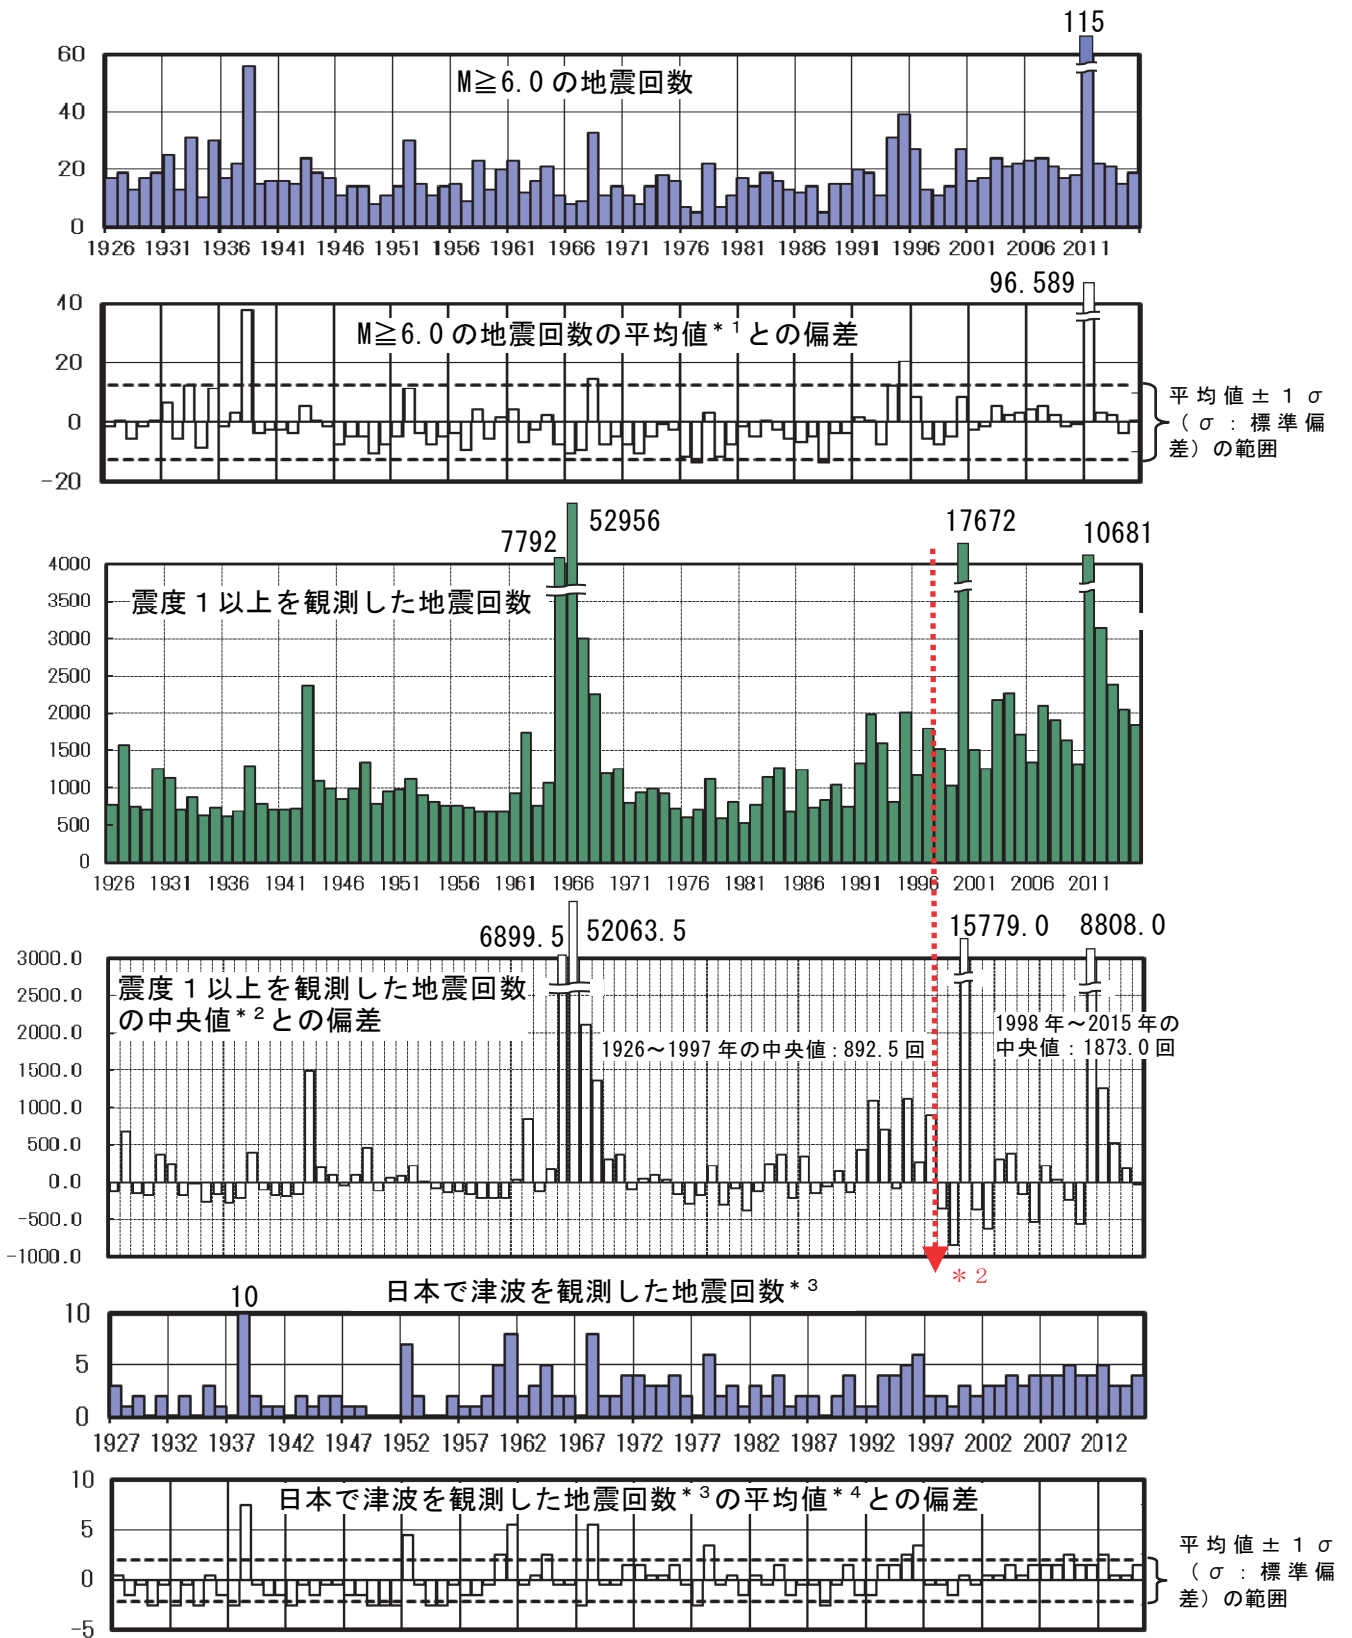 115
60
M≧6.0の地震回数
40
20
0
1926 1931 1936 1941 1946 1951 1956 1961 1966 1971 1976 1981 1986 1991 1996 2001 2006 2011
96.589
40
M≧6.0の地震回数の平均値*1との偏差
20
0
-20
平均値±1σ
(σ:標準偏
差)の範囲
52956
7792
17672
10681
4000
震度1以上を観測した地震回数
3500
3000
2500
2000
1500
1000
500
0
1926 1931 1936 1941 1946 1951 1956 1961 1966 1971 1976 1981 1986 1991 1996 2001 2006 2011
6899.5
52063.5
15779.0
8808.0
3000.0
震度1以上を観測した地震回数
の中央値*2との偏差
2500.0
2000.0
1500.0
1000.0
500.0
0.0
-500.0
-1000.0
1926~1997年の中央値:892.5回
1998年~2015年の
中央値:1873.0回
*2
日本で津波を観測した地震回数*3
10
10
5
0
1927 1932 1937 1942 1947 1952 1957 1962 1967 1972 1977 1982 1987 1992 1997 2002 2007 2012
10
日本で津波を観測した地震回数*3の平均値*4との偏差
5
0
-5
平均値±1σ
(σ:標準偏
差)の範囲